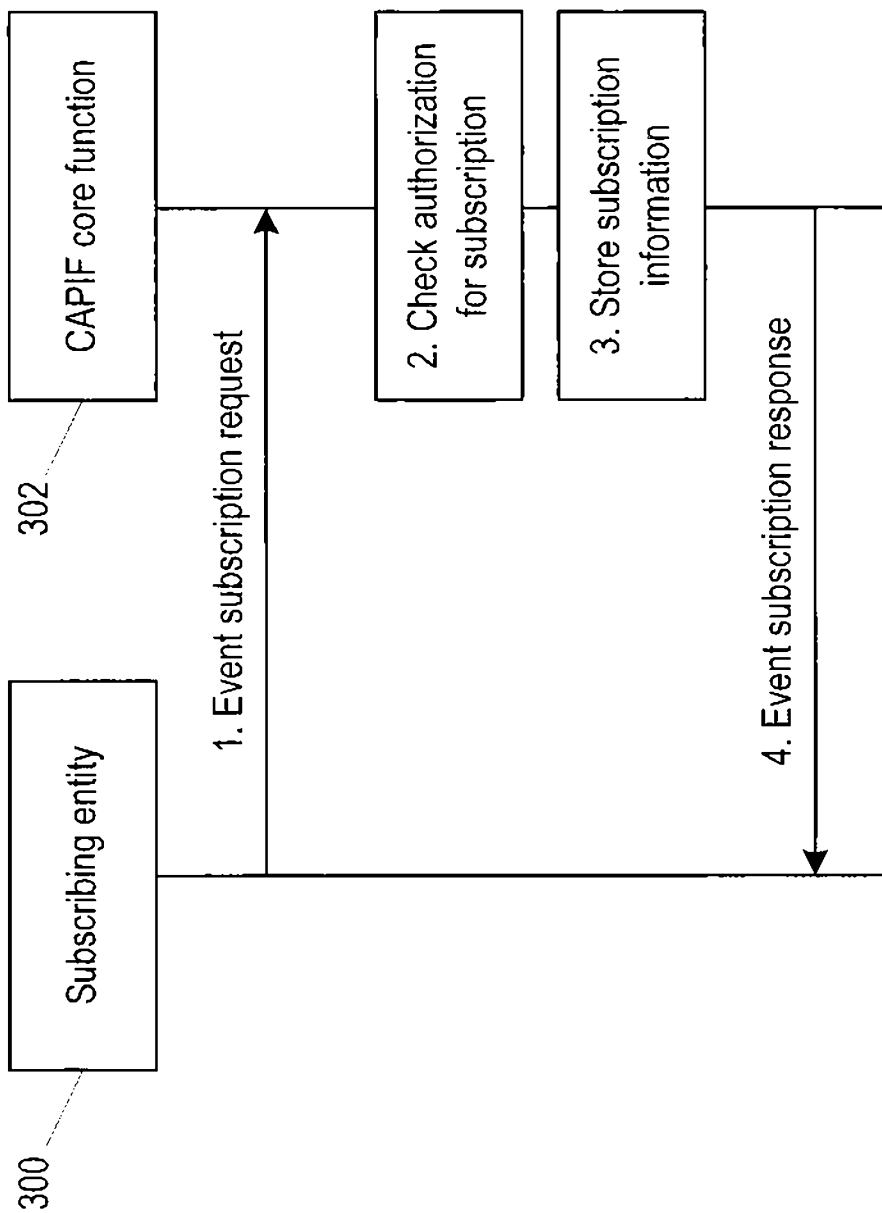 300
Subscribing entity
302
CAPIF core function
1. Event subscription request
2. Check authorization
for subscription
3. Store subscription
information
4. Event subscription response